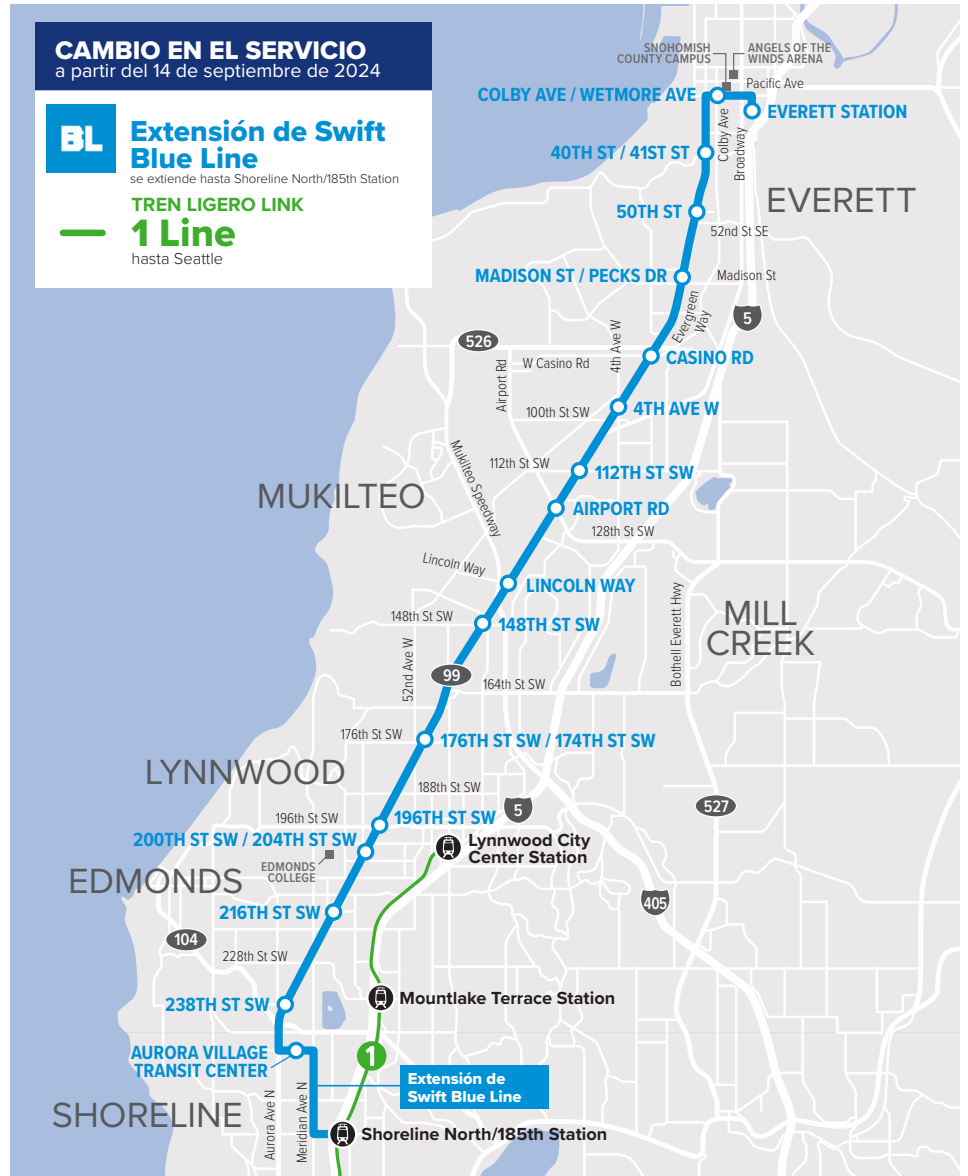 CAMBIO EN EL SERVICIO
a partir del 14 de septiembre de 2024
BL
Extensión de Swift
Blue Line
se extiende hasta Shoreline North/185th Station
TREN LIGERO LINK
1 Line
hasta Seattle
SNOHOMISH
COUNTY CAMPUS
ANGELS OF THE
WINDS ARENA
Pacific Ave
COLBY AVE / WETMORE AVE
EVERETT STATION
Colby Ave
Broadway
40TH ST / 41ST ST
EVERETT
50TH ST
52nd St SE
MADISON ST / PECKS DR
Madison St
Evergreen
Way
5
526
4th Ave W
CASINO RD
W Casino Rd
Airport Rd
4TH AVE W
100th St SW
112th St SW
112TH ST SW
Mukilteo Speedway
MUKILTEO
AIRPORT RD
128th St SW
Lincoln Way
LINCOLN WAY
Bothell Everett Hwy
MILL
CREEK
148th St SW
148TH ST SW
52nd Ave W
99
164th St SW
176th St SW
176TH ST SW / 174TH ST SW
LYNNWOOD
188th St SW
5
527
196th St SW
196TH ST SW
200TH ST SW / 204TH ST SW
Lynnwood City
Center Station
EDMONDS
COLLEGE
EDMONDS
405
216TH ST SW
104
228th St SW
238TH ST SW
Mountlake Terrace Station
AURORA VILLAGE
TRANSIT CENTER
1
Extensión de
Swift Blue Line
SHORELINE
Aurora Ave N
Meridian Ave N
Shoreline North/185th Station